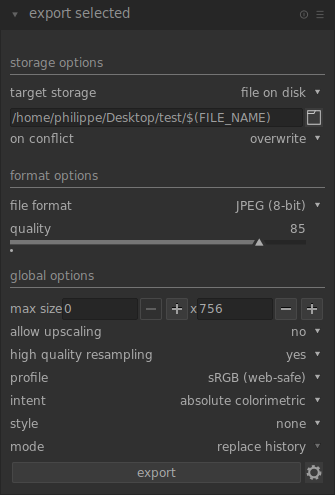 export selected
storage options
target storage file on disk
/home/philippe/Desktop/test/$(FILE_NAME)
on conflict overwrite
format options
file format JPEG (8-bit)
quality 85
global options
max size 0 − + x 756 − +
allow upscaling no
high quality resampling yes
profile sRGB (web-safe)
intent absolute colorimetric
style none
mode replace history
export